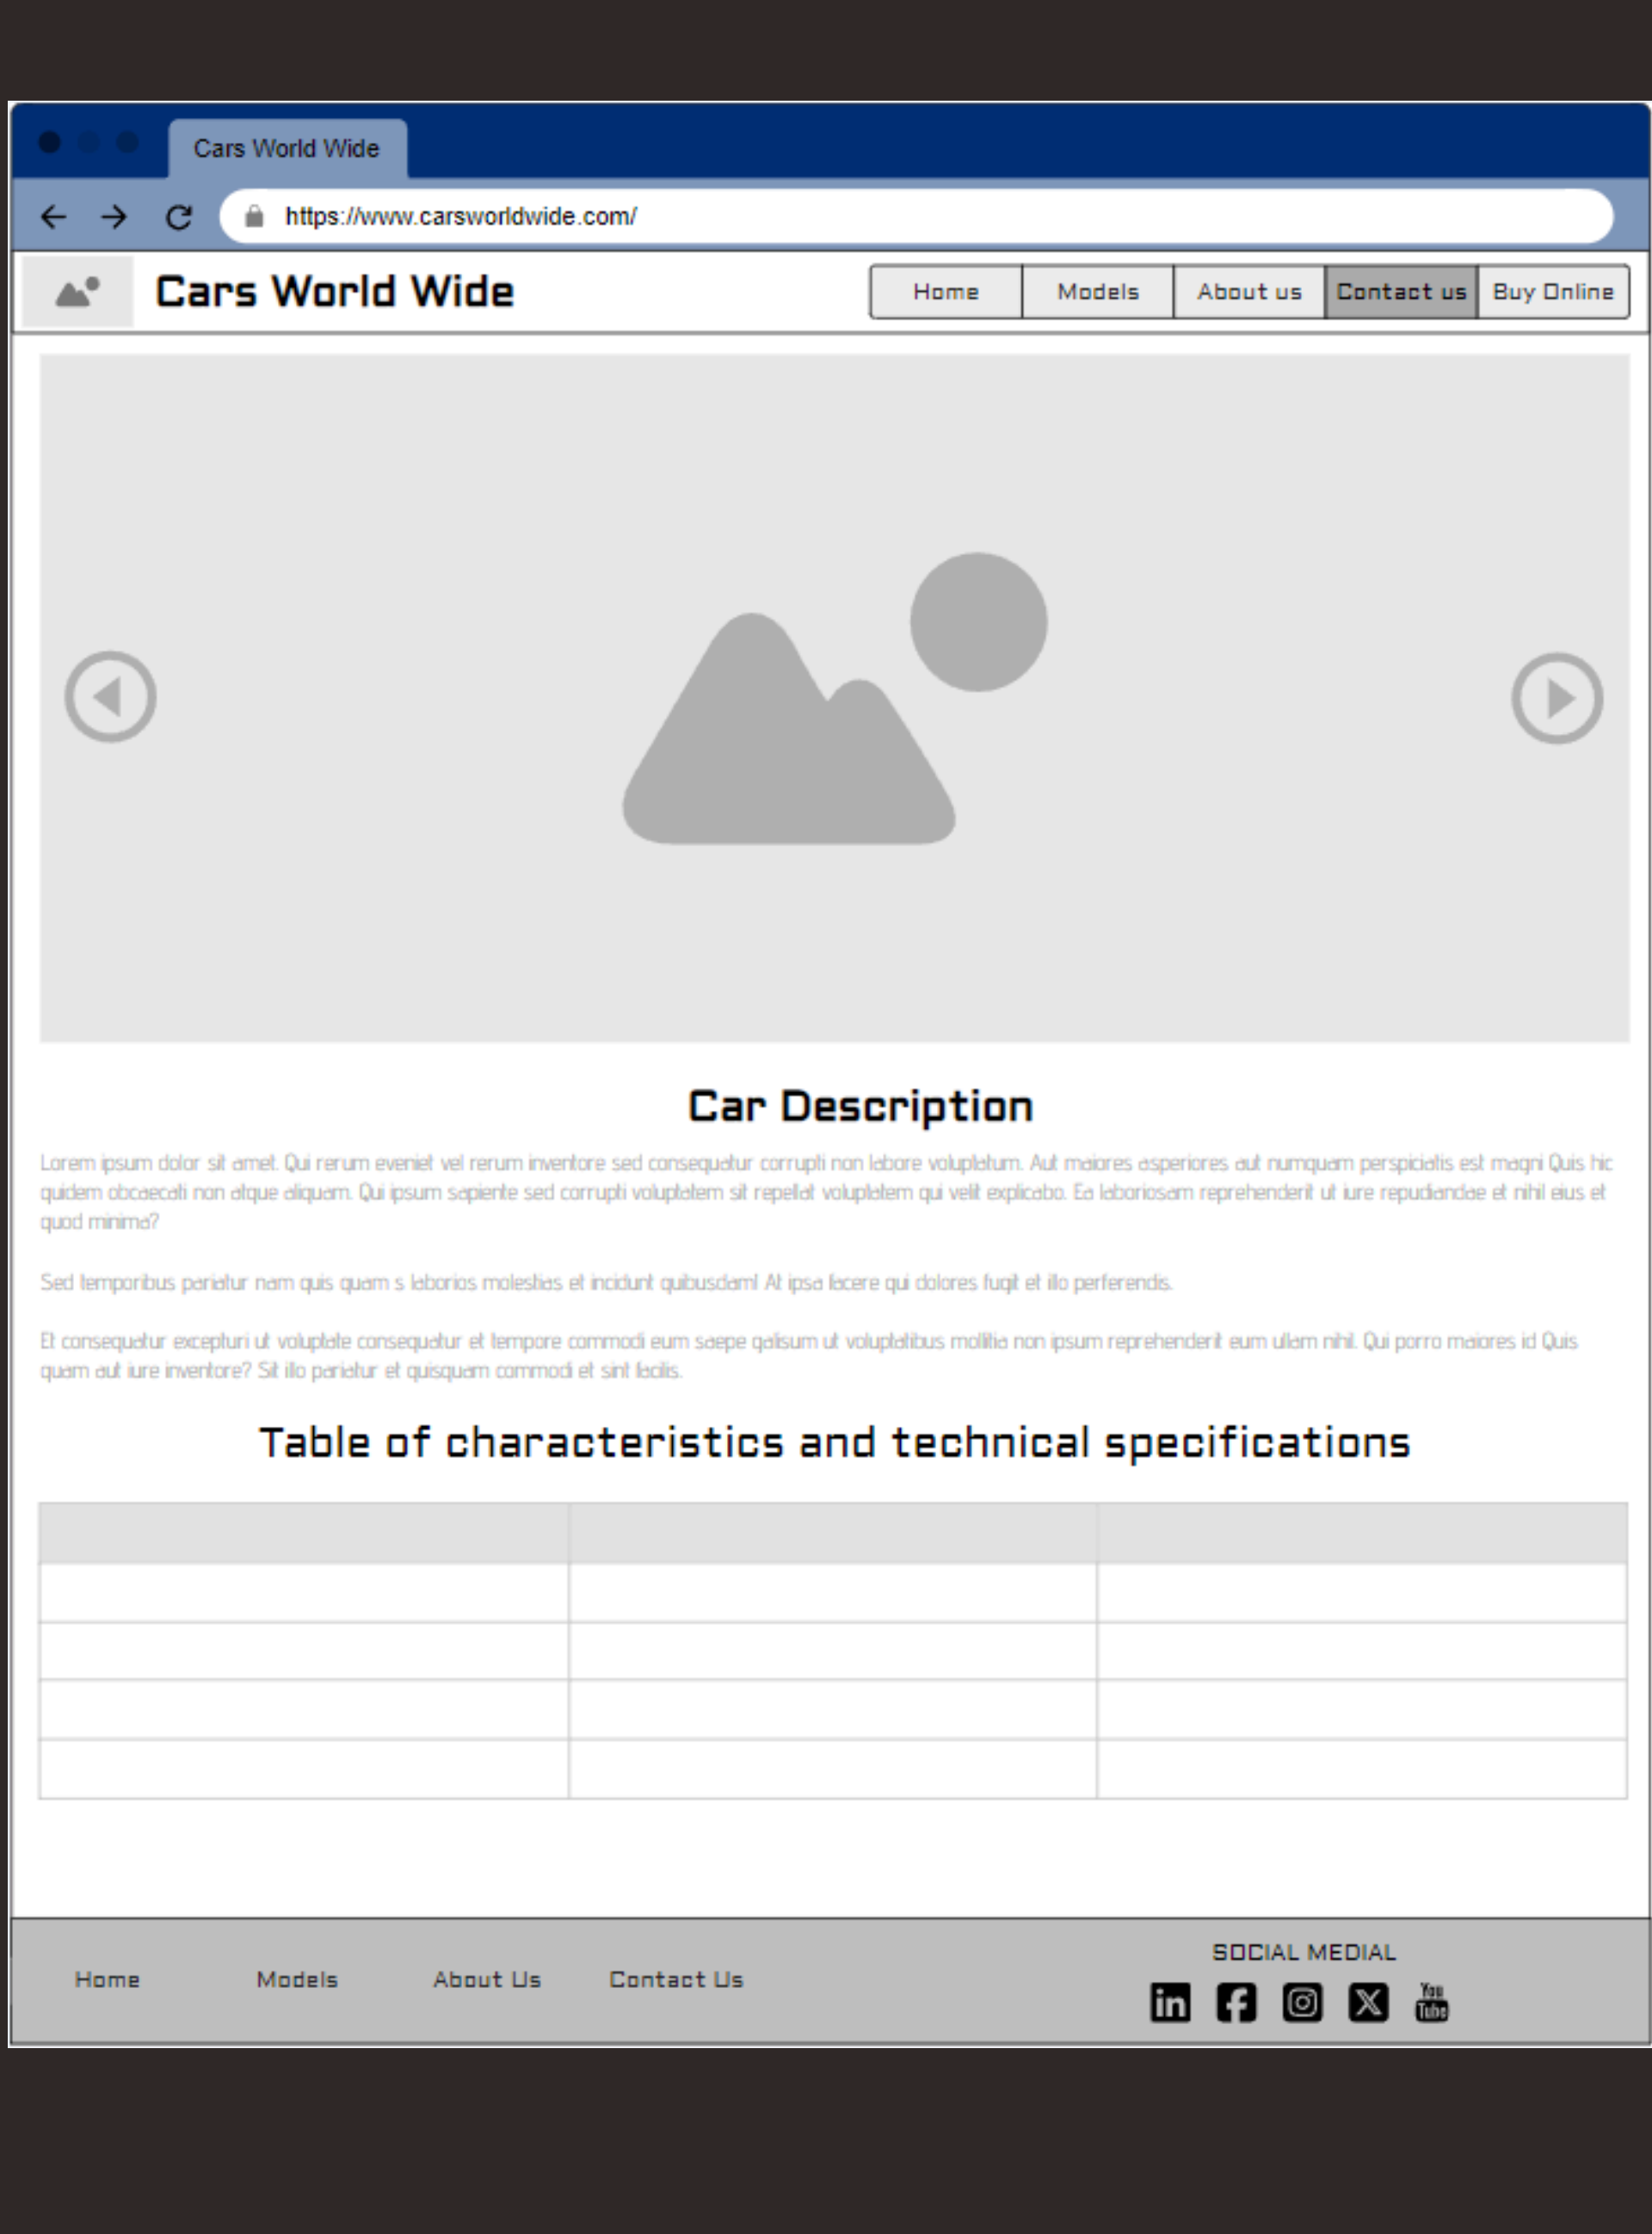 Cars World Wide
https://www.carsworldwide.com/
Cars World Wide
Home Models About us Contact us Buy Online
Car Description
Lorem ipsum dolor sit amet. Qui rerum eveniet vel rerum inventore sed consequatur corrupti non labore voluptatum. Aut maiores asperiores aut numquam perspiciatis est magni Quis hic
quidem obcaecati non atque aliquam. Qui ipsum sapiente sed corrupti voluptatem sit repellat voluptatem qui velit explicabo. Ea laboriosam reprehenderit ut iure repudiandae et nihil eius et
quod minima?
Sed temporibus pariatur nam quis quam s laborios molestias et incidunt quibusdam! At ipsa facere qui dolores fugit et illo perferendis.
Et consequatur excepturi ut voluptate consequatur et tempore commodi eum saepe galisum ut voluptatibus mollitia non ipsum reprehenderit eum ullam nihil. Qui porro maiores id Quis
quam aut iure inventore? Sit illo pariatur et quisquam commodi et sint facilis.
Table of characteristics and technical specifications
SOCIAL MEDIAL
Home Models About Us Contact Us
in f X You Tube